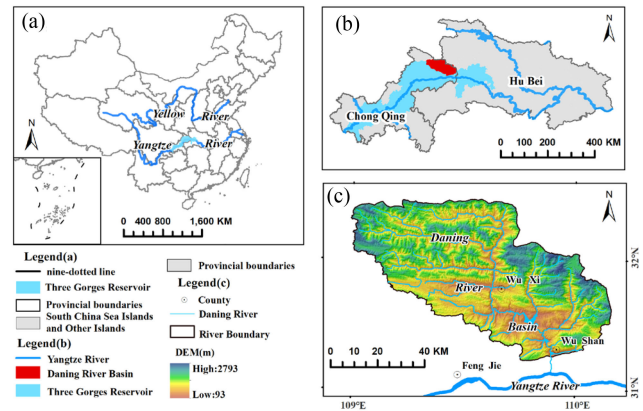 (a)
N
Yellow
River
Yangtze
River
0 400 800 1,600 KM
(b)
N
Hu Bei
Chong Qing
0 100 200 400 KM
Legend(a)
nine-dotted line
Three Gorges Reservoir
Provincial boundaries
South China Sea Islands
and Other Islands
Legend(b)
Yangtze River
Daning River Basin
Three Gorges Reservoir
Provincial boundaries
Legend(c)
County
Daning River
River Boundary
DEM(m)
High:2793
Low:93
(c)
N
Daning
Wu Xi
River
Basin
Wu Shan
0 10 20 40 KM
Feng Jie
Yangtze River
32°N
31°N
109°E
110°E